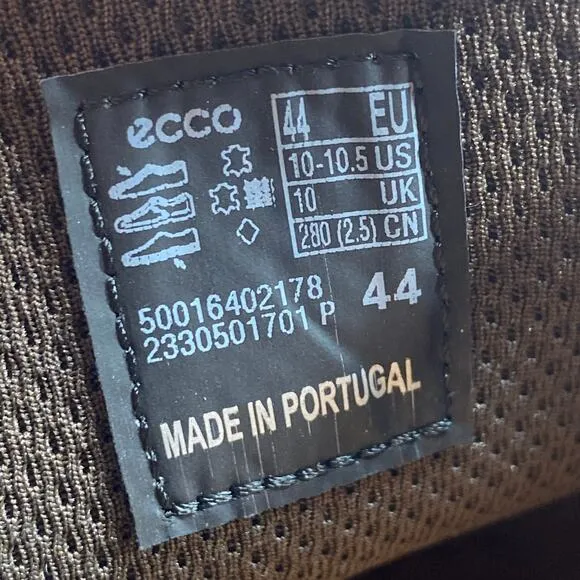 ecco
44 EU
10-10.5 US
10 UK
280 (2.5) CN
50016402178
2330501701 P
44
MADE IN PORTUGAL